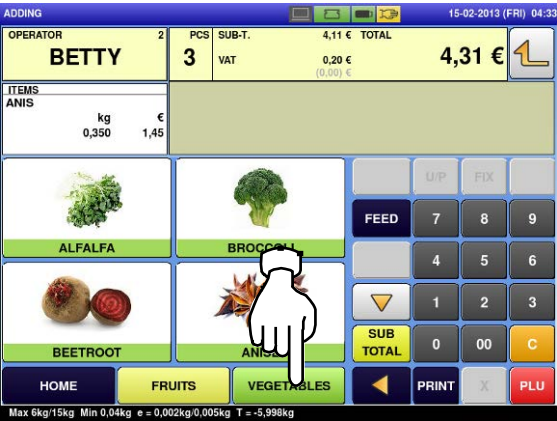 ADDING 15-02-2013 (FRI) 04:33
OPERATOR 2 PCS SUB-T. 4,11 € TOTAL
BETTY 3 VAT 0,20 € 4,31 €
(0,00) €
ITEMS
ANIS
kg €
0,350 1,45
U/P FIX
FEED 7 8 9
ALFALFA BROCCOLI
4 5 6
1 2 3
SUB TOTAL 0 00 C
BEETROOT
HOME FRUITS VEGETABLES PRINT X PLU
Max 6kg/15kg Min 0,04kg e = 0,002kg/0,005kg T = -5,998kg